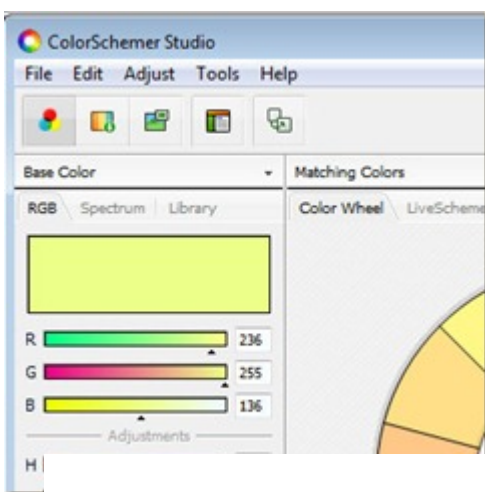 ColorSchemer Studio
File Edit Adjust Tools Help
Base Color Matching Colors
RGB Spectrum Library Color Wheel LiveScheme
R 236
G 255
B 136
Adjustments
H